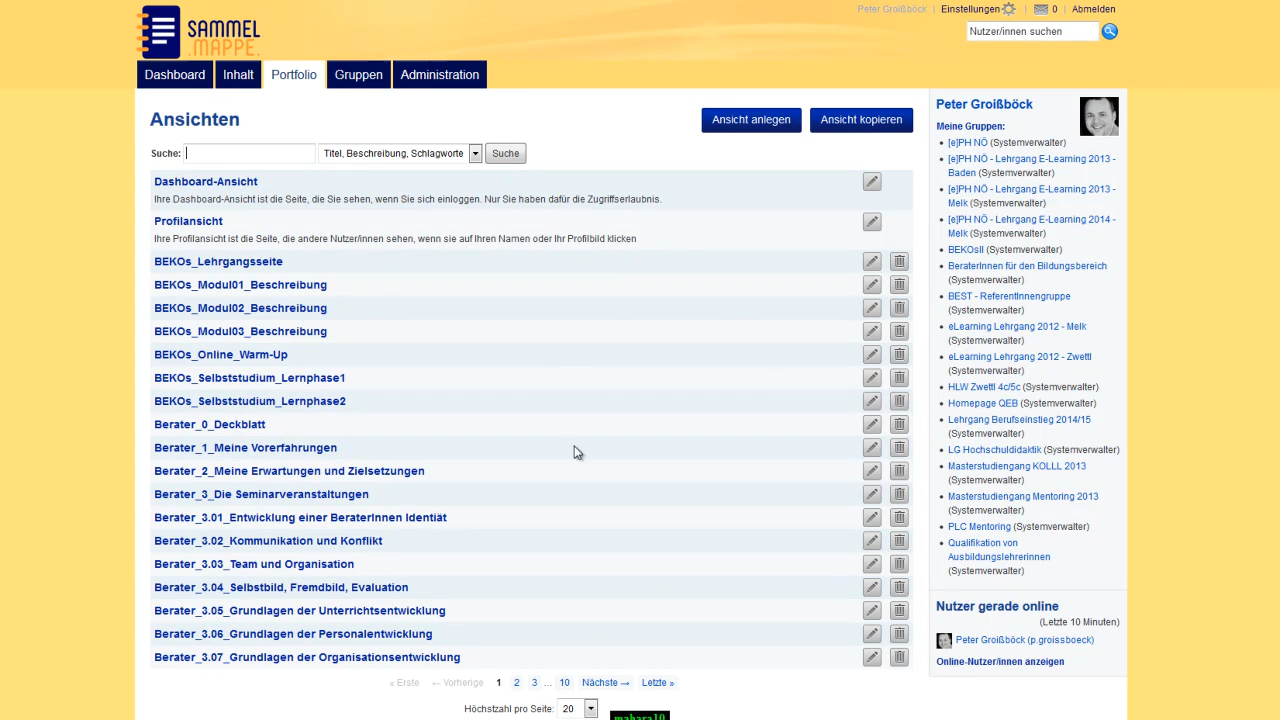 SAMMEL
.MAPPE.
Peter Groißböck | Einstellungen | 0 | Abmelden
Nutzer/innen suchen
Dashboard Inhalt Portfolio Gruppen Administration
Ansichten
Ansicht anlegen Ansicht kopieren
Suche: Titel, Beschreibung, Schlagworte Suche
Dashboard-Ansicht
Ihre Dashboard-Ansicht ist die Seite, die Sie sehen, wenn Sie sich einloggen. Nur Sie haben dafür die Zugriffserlaubnis.
Profilansicht
Ihre Profilansicht ist die Seite, die andere Nutzer/innen sehen, wenn sie auf Ihren Namen oder Ihr Profilbild klicken
BEKOs_Lehrgangsseite
BEKOs_Modul01_Beschreibung
BEKOs_Modul02_Beschreibung
BEKOs_Modul03_Beschreibung
BEKOs_Online_Warm-Up
BEKOs_Selbststudium_Lernphase1
BEKOs_Selbststudium_Lernphase2
Berater_0_Deckblatt
Berater_1_Meine Vorerfahrungen
Berater_2_Meine Erwartungen und Zielsetzungen
Berater_3_Die Seminarveranstaltungen
Berater_3.01_Entwicklung einer BeraterInnen Identiät
Berater_3.02_Kommunikation und Konflikt
Berater_3.03_Team und Organisation
Berater_3.04_Selbstbild, Fremdbild, Evaluation
Berater_3.05_Grundlagen der Unterrichtsentwicklung
Berater_3.06_Grundlagen der Personalentwicklung
Berater_3.07_Grundlagen der Organisationsentwicklung
« Erste ← Vorherige 1 2 3 ... 10 Nächste → Letzte »
Höchstzahl pro Seite: 20
mahara10
Peter Groißböck
Meine Gruppen:
[e]PH NÖ (Systemverwalter)
[e]PH NÖ - Lehrgang E-Learning 2013 -
Baden (Systemverwalter)
[e]PH NÖ - Lehrgang E-Learning 2013 -
Melk (Systemverwalter)
[e]PH NÖ - Lehrgang E-Learning 2014 -
Melk (Systemverwalter)
BEKOsII (Systemverwalter)
BeraterInnen für den Bildungsbereich
(Systemverwalter)
BEST - ReferentInnengruppe
(Systemverwalter)
eLearning Lehrgang 2012 - Melk
(Systemverwalter)
eLearning Lehrgang 2012 - Zwettl
(Systemverwalter)
HLW Zwettl 4c/5c (Systemverwalter)
Homepage QEB (Systemverwalter)
Lehrgang Berufseinstieg 2014/15
(Systemverwalter)
LG Hochschuldidaktik (Systemverwalter)
Masterstudiengang KOLLL 2013
(Systemverwalter)
Masterstudiengang Mentoring 2013
(Systemverwalter)
PLC Mentoring (Systemverwalter)
Qualifikation von
Ausbildungslehrerinnen
(Systemverwalter)
Nutzer gerade online
(Letzte 10 Minuten)
Peter Groißböck (p.groissboeck)
Online-Nutzer/innen anzeigen